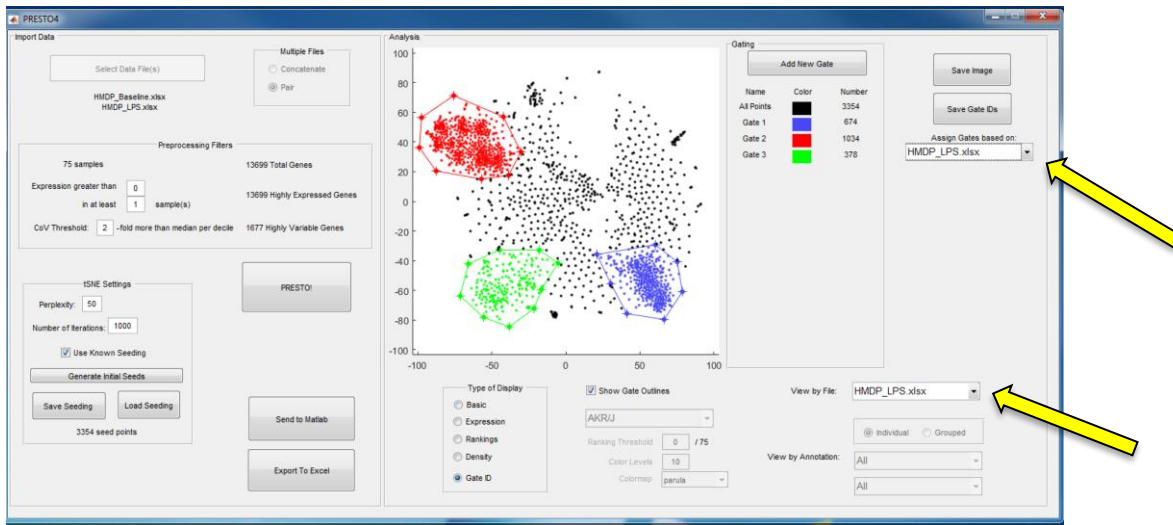 PRESTO4
Import Data
Select Data File(s)
HMDP_Baseline.xlsx
HMDP_LPS.xlsx
Multiple Files
Concatenate
Pair
Preprocessing Filters
75 samples
13699 Total Genes
Expression greater than 0
in at least 1 sample(s)
13699 Highly Expressed Genes
CoV Threshold: 2 -fold more than median per decile
1677 Highly Variable Genes
tSNE Settings
Perplexity: 50
Number of Iterations: 1000
Use Known Seeding
Generate Initial Seeds
Save Seeding
Load Seeding
3354 seed points
PRESTO!
Send to Matlab
Export To Excel
Analysis
100
80
60
40
20
0
-20
-40
-60
-80
-100
-100 -50 0 50 100
Gating
Add New Gate
Name Color Number
All Points 3354
Gate 1 674
Gate 2 1034
Gate 3 378
Save Image
Save Gate IDs
Assign Gates based on:
HMDP_LPS.xlsx
Type of Display
Basic
Expression
Rankings
Density
Gate ID
Show Gate Outlines
AKR/J
Ranking Threshold 0 / 75
Color Levels 10
Colormap parula
View by File: HMDP_LPS.xlsx
Individual Grouped
View by Annotation: All
All